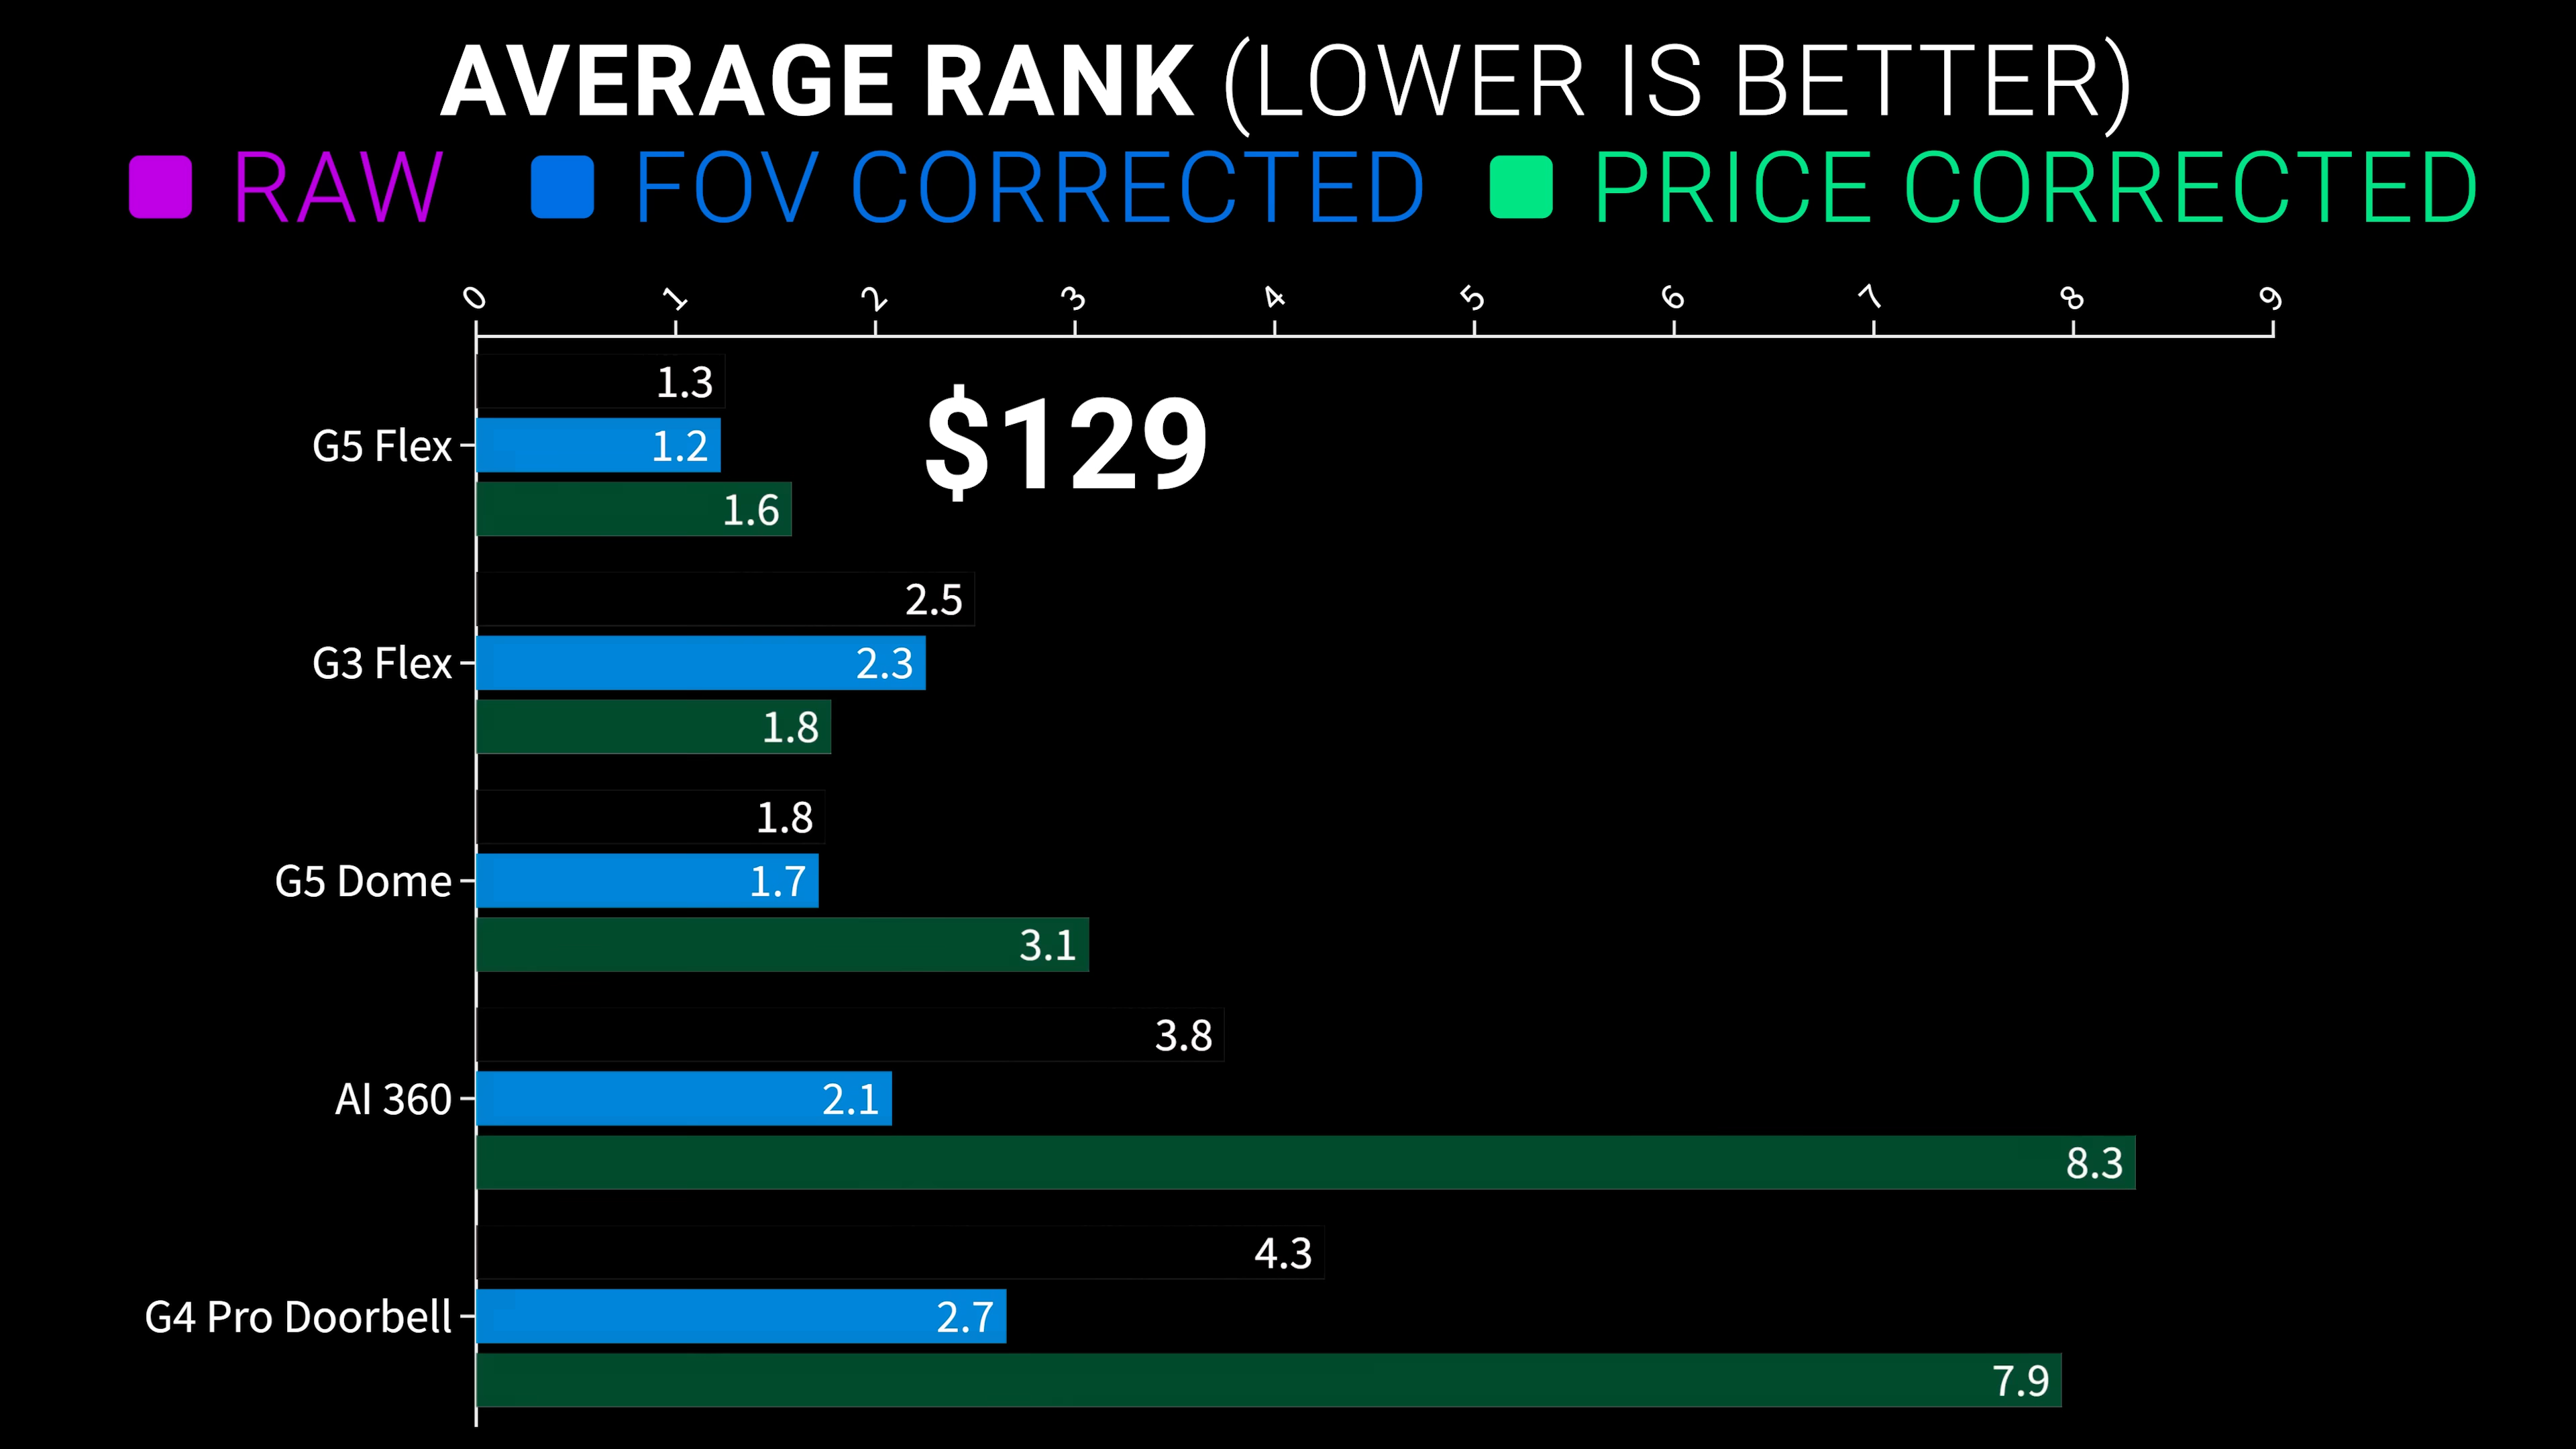 AVERAGE RANK (LOWER IS BETTER)
RAW FOV CORRECTED PRICE CORRECTED
0 1 2 3 4 5 6 7 8 9
1.3
$129
G5 Flex 1.2
1.6
2.5
G3 Flex 2.3
1.8
1.8
G5 Dome 1.7
3.1
3.8
AI 360 2.1
8.3
4.3
G4 Pro Doorbell 2.7
7.9